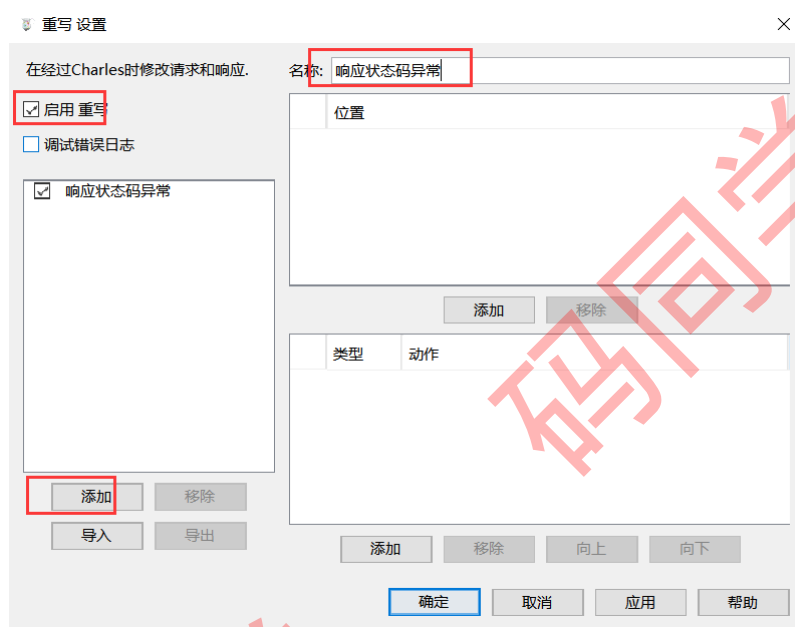 重写 设置
在经过Charles时修改请求和响应.
名称: 响应状态码异常
启用 重写
位置
调试错误日志
响应状态码异常
添加 移除
类型 动作
添加 移除
导入 导出
添加 移除 向上 向下
确定 取消 应用 帮助
码同学